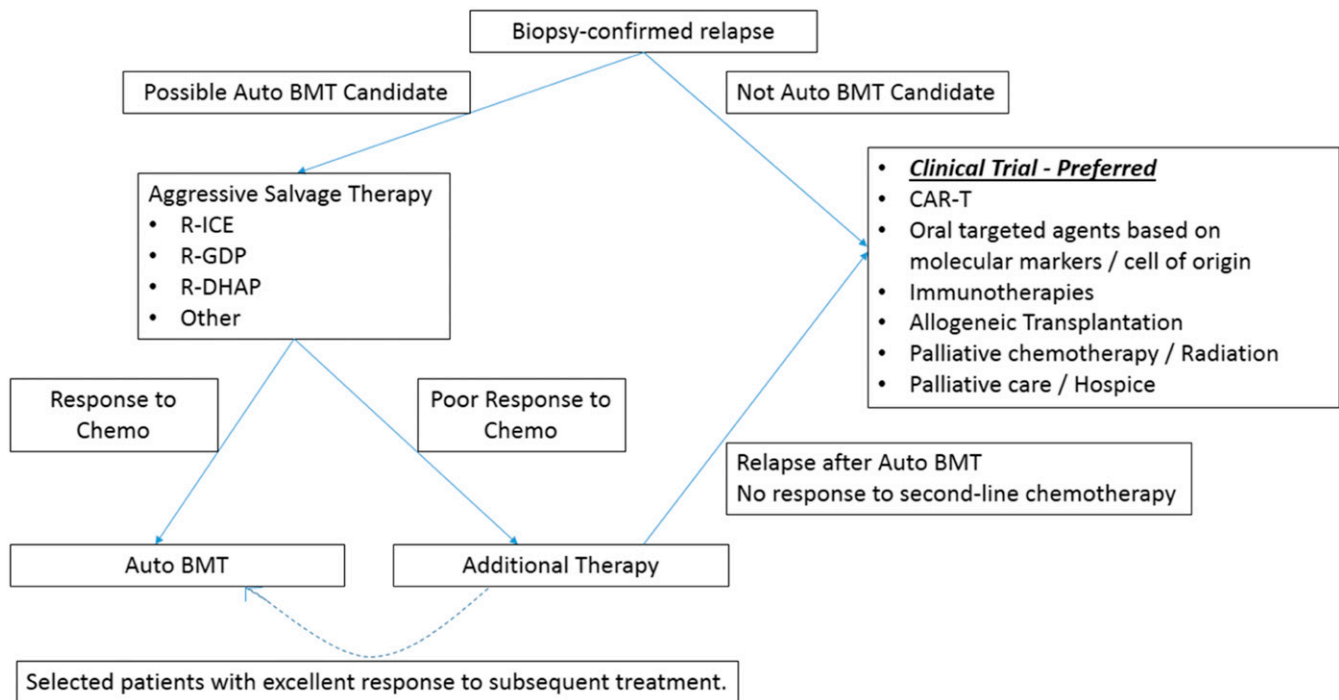 Biopsy-confirmed relapse
Possible Auto BMT Candidate
Not Auto BMT Candidate
Aggressive Salvage Therapy
• R-ICE
• R-GDP
• R-DHAP
• Other
• Clinical Trial - Preferred
• CAR-T
• Oral targeted agents based on
molecular markers / cell of origin
• Immunotherapies
• Allogeneic Transplantation
• Palliative chemotherapy / Radiation
• Palliative care / Hospice
Response to
Chemo
Poor Response to
Chemo
Relapse after Auto BMT
No response to second-line chemotherapy
Auto BMT
Additional Therapy
Selected patients with excellent response to subsequent treatment.